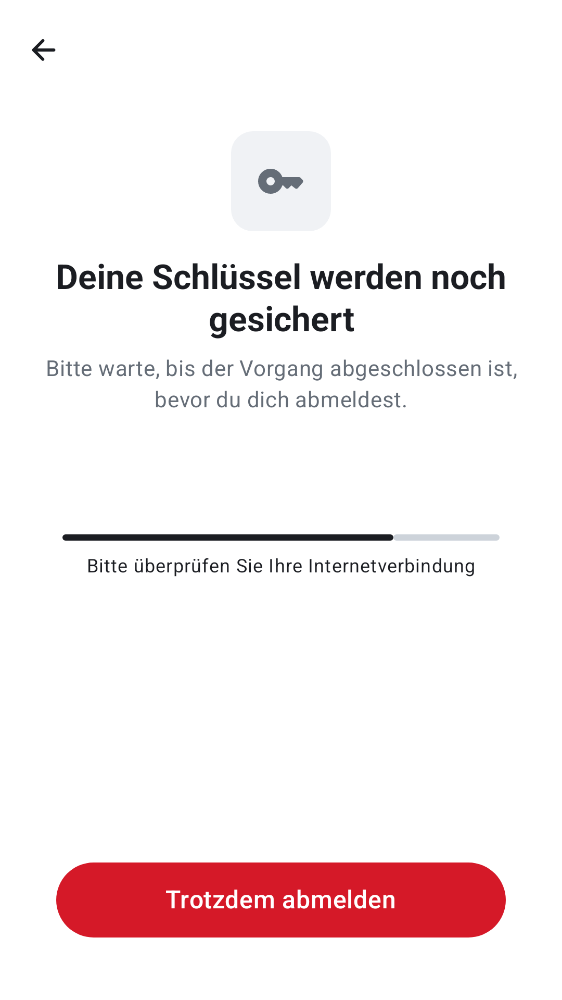 Deine Schlüssel werden noch
gesichert
Bitte warte, bis der Vorgang abgeschlossen ist,
bevor du dich abmeldest.
Bitte überprüfen Sie Ihre Internetverbindung
Trotzdem abmelden